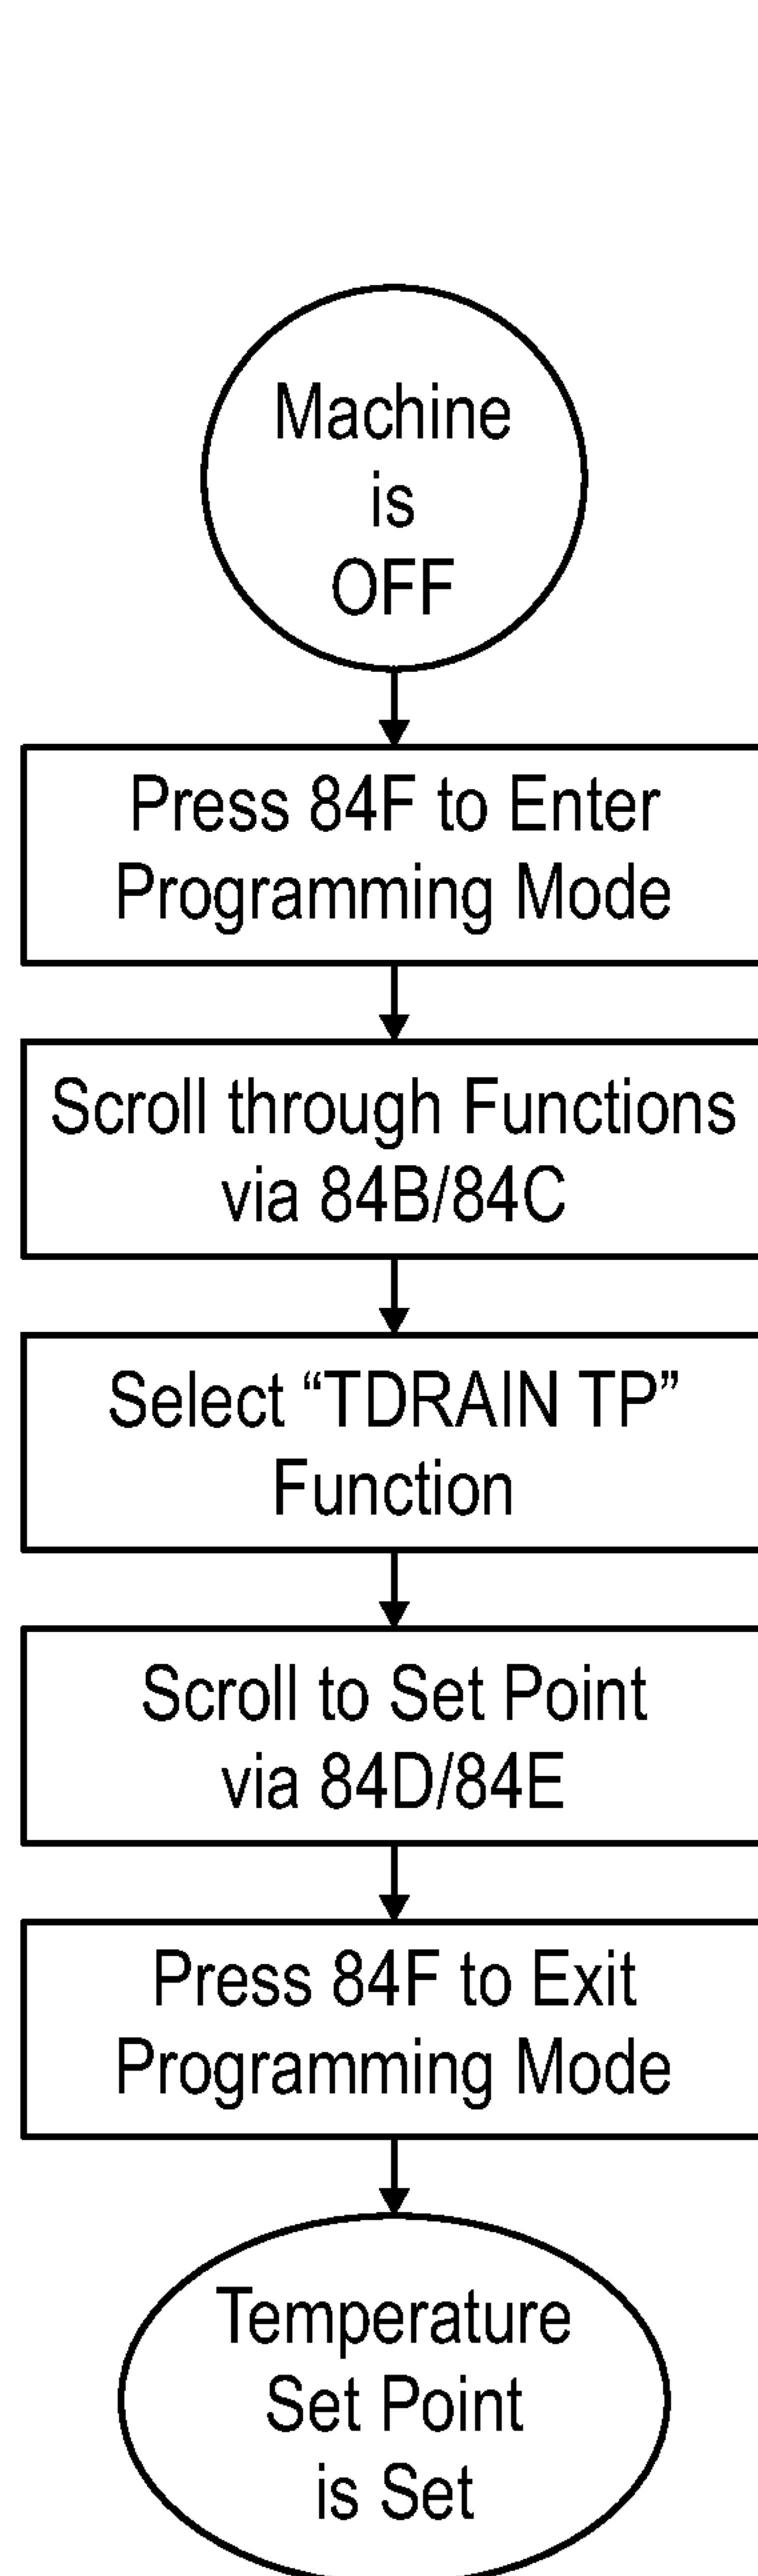 Machine
is
OFF
Press 84F to Enter
Programming Mode
Scroll through Functions
via 84B/84C
Select “TDRAIN TP”
Function
Scroll to Set Point
via 84D/84E
Press 84F to Exit
Programming Mode
Temperature
Set Point
is Set